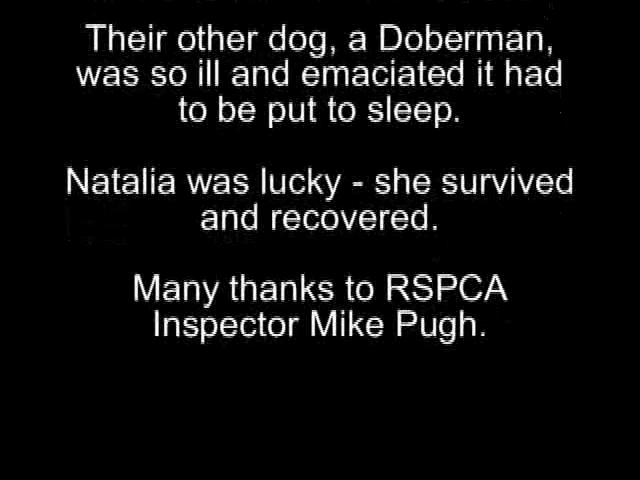 Their other dog, a Doberman,
was so ill and emaciated it had
to be put to sleep.
Natalia was lucky - she survived
and recovered.
Many thanks to RSPCA
Inspector Mike Pugh.